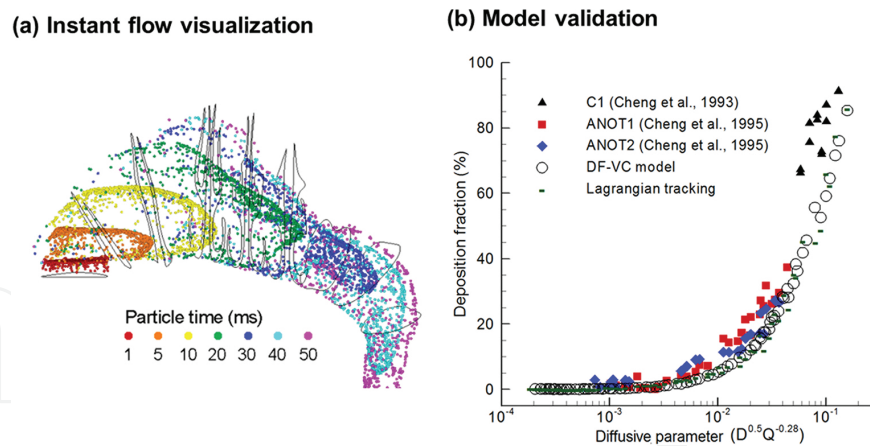 (a) Instant flow visualization
Particle time (ms)
1 5 10 20 30 40 50
(b) Model validation
Deposition fraction (%)
100
80
60
40
20
0
C1 (Cheng et al., 1993)
ANOT1 (Cheng et al., 1995)
ANOT2 (Cheng et al., 1995)
DF-VC model
Lagrangian tracking
10⁻⁴ 10⁻³ 10⁻² 10⁻¹
Diffusive parameter (D⁰·⁵Q⁻⁰·²⁸)